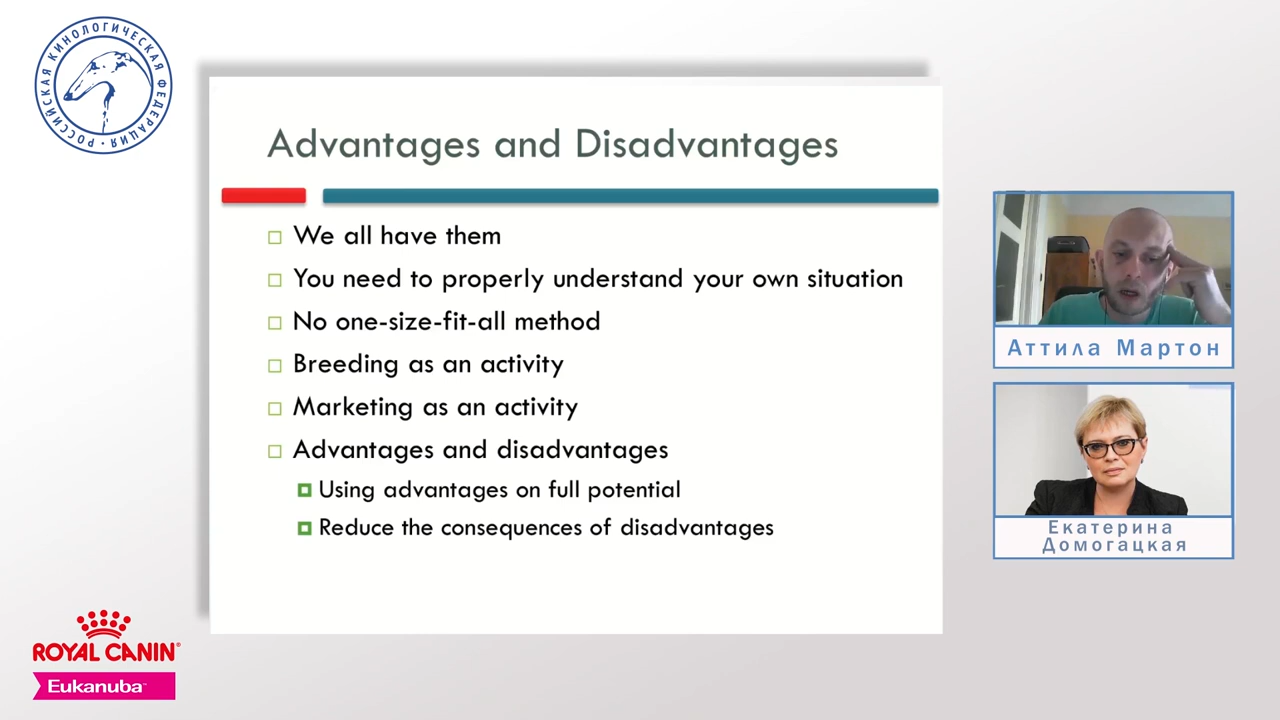 РОССИЙСКАЯ КИНОЛОГИЧЕСКАЯ ФЕДЕРАЦИЯ
Advantages and Disadvantages
We all have them
You need to properly understand your own situation
No one-size-fit-all method
Breeding as an activity
Marketing as an activity
Advantages and disadvantages
Using advantages on full potential
Reduce the consequences of disadvantages
Аттила Мартон
Екатерина
Домогацкая
ROYAL CANIN®
Eukanuba™